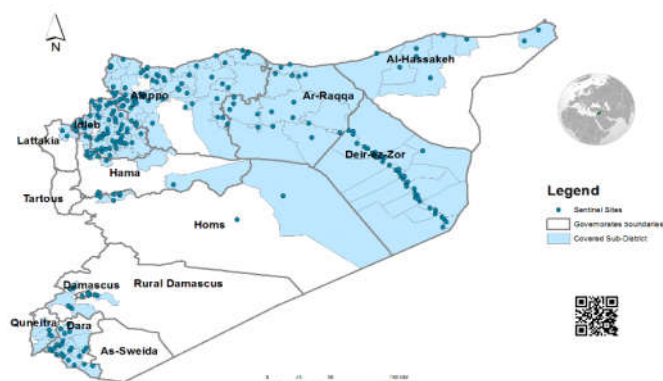 N
Al-Hassakeh
Aleppo
Ar-Raqqa
Idleb
Lattakia
Deir-ez-Zor
Hama
Tartous
Homs
Legend
Sentinel Sites
Governorates boundaries
Covered Sub-District
Damascus
Rural Damascus
Quneitra
Dara
As-Sweida